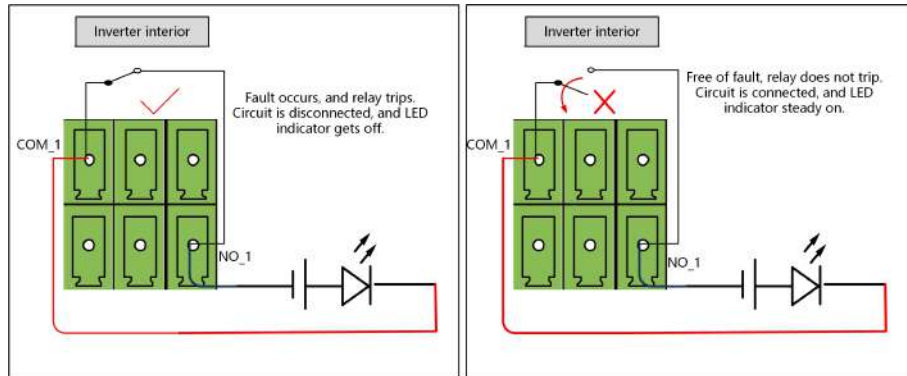 Inverter interior
Fault occurs, and relay trips.
Circuit is disconnected, and LED
indicator gets off.
COM_1
NO_1
Inverter interior
Free of fault, relay does not trip.
Circuit is connected, and LED
indicator steady on.
COM_1
NO_1